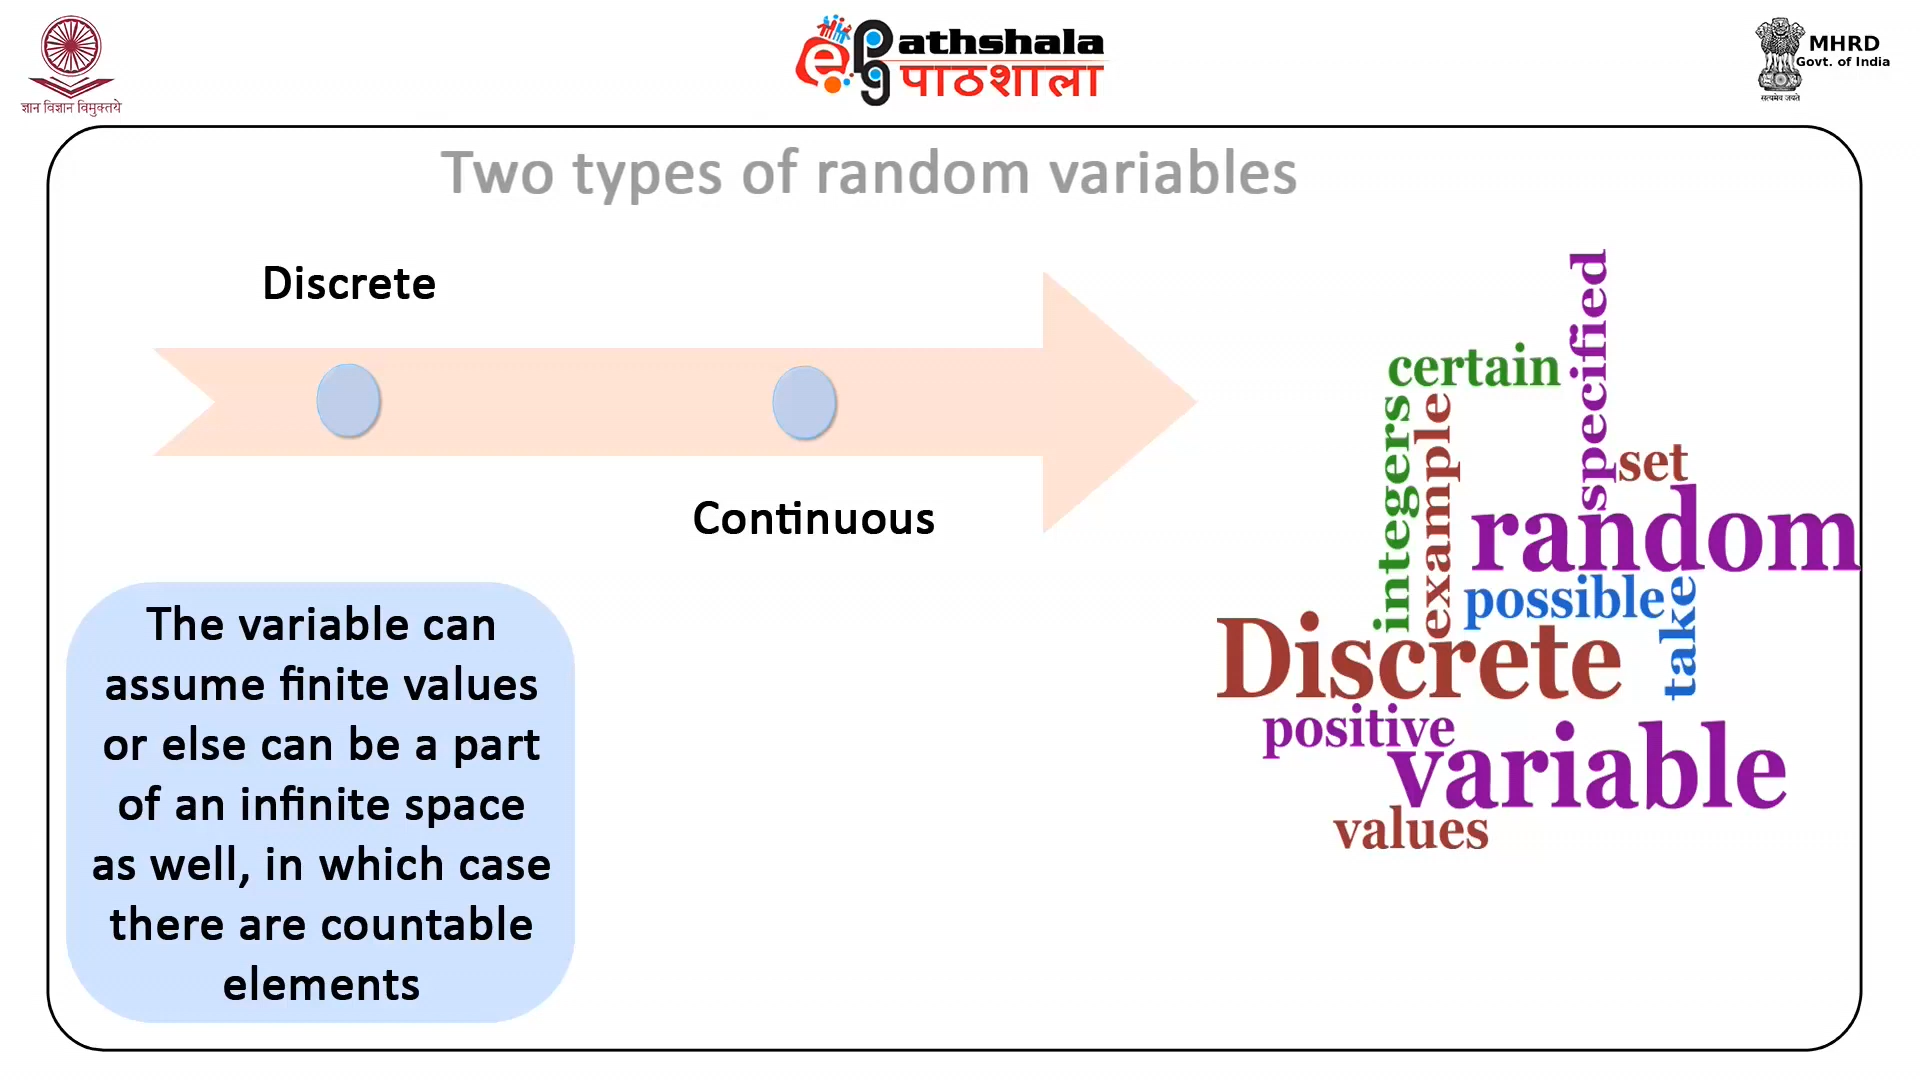 ज्ञान विज्ञान विमुक्तये
e pg
Pathshala
पाठशाला
MHRD
Govt. of India
सत्यमेव जयते
Two types of random variables
Discrete
Continuous
The variable can
assume finite values
or else can be a part
of an infinite space
as well, in which case
there are countable
elements
specified
certain
integers
example
set
random
possible
take
Discrete
positive
variable
values